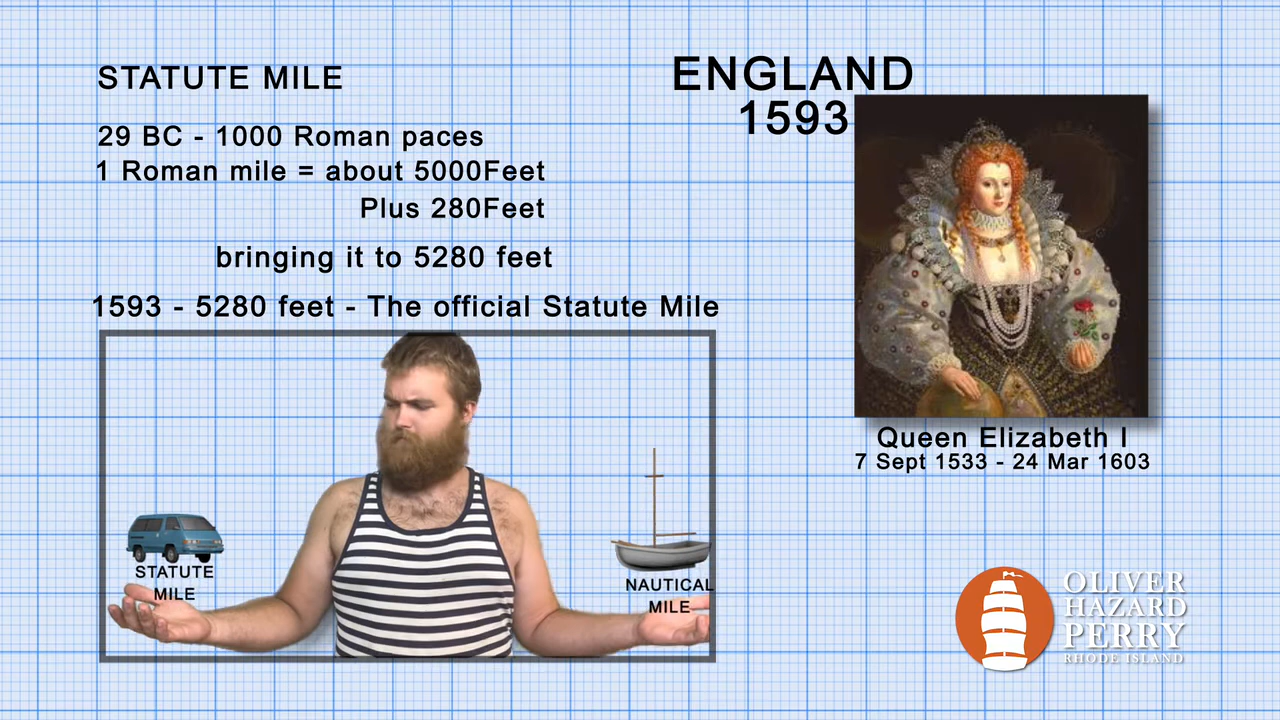 STATUTE MILE
29 BC - 1000 Roman paces
1 Roman mile = about 5000Feet
Plus 280Feet
bringing it to 5280 feet
1593 - 5280 feet - The official Statute Mile
ENGLAND
1593
Queen Elizabeth I
7 Sept 1533 - 24 Mar 1603
STATUTE
MILE
NAUTICAL
MILE
OLIVER
HAZARD
PERRY
RHODE ISLAND